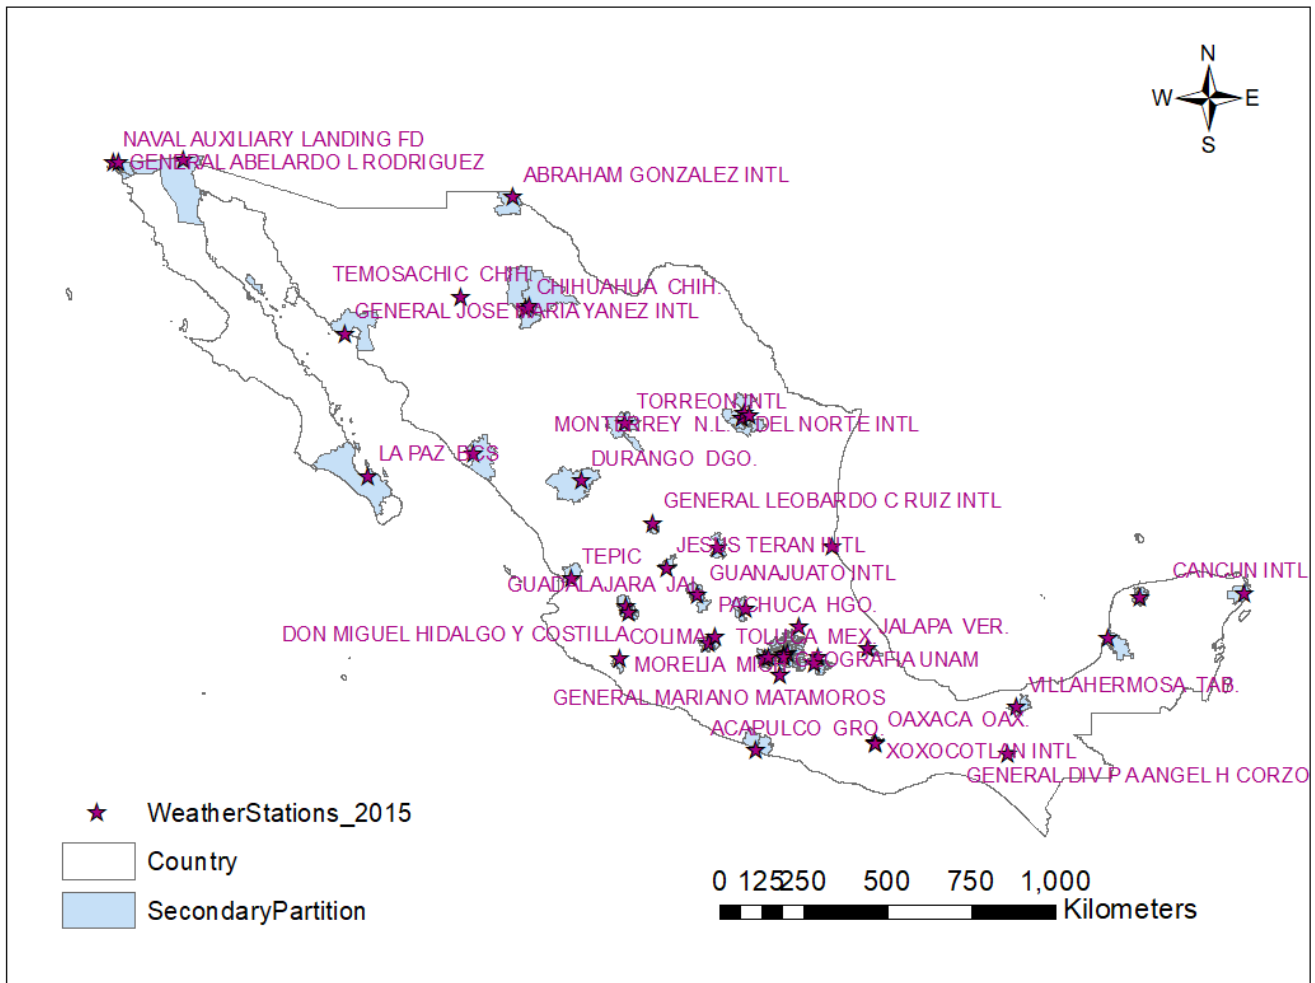 N
W E
S
NAVAL AUXILIARY LANDING FD
GENERAL ABELARDO L RODRIGUEZ
ABRAHAM GONZALEZ INTL
TEMOSACHIC CHIH.
CHIHUAHUA CHIH.
GENERAL JOSE MARIA YANEZ INTL
TORREON INTL
MONTERREY N.L.
DEL NORTE INTL
LA PAZ BCS
DURANGO DGO.
GENERAL LEOBARDO C RUIZ INTL
JESUS TERAN INTL
TEPIC
GUANAJUATO INTL
CANCUN INTL
GUADALAJARA JAL.
PACHUCA HGO.
DON MIGUEL HIDALGO Y COSTILLA
COLIMA
TOLUCA MEX.
JALAPA VER.
MORELIA MICH
GEOGRAFIA UNAM
GENERAL MARIANO MATAMOROS
VILLAHERMOSA TAB.
ACAPULCO GRO.
OAXACA OAX.
XOXOCOTLAN INTL
GENERAL DIV P A ANGEL H CORZO
WeatherStations_2015
Country
SecondaryPartition
0 125 250 500 750 1,000
Kilometers